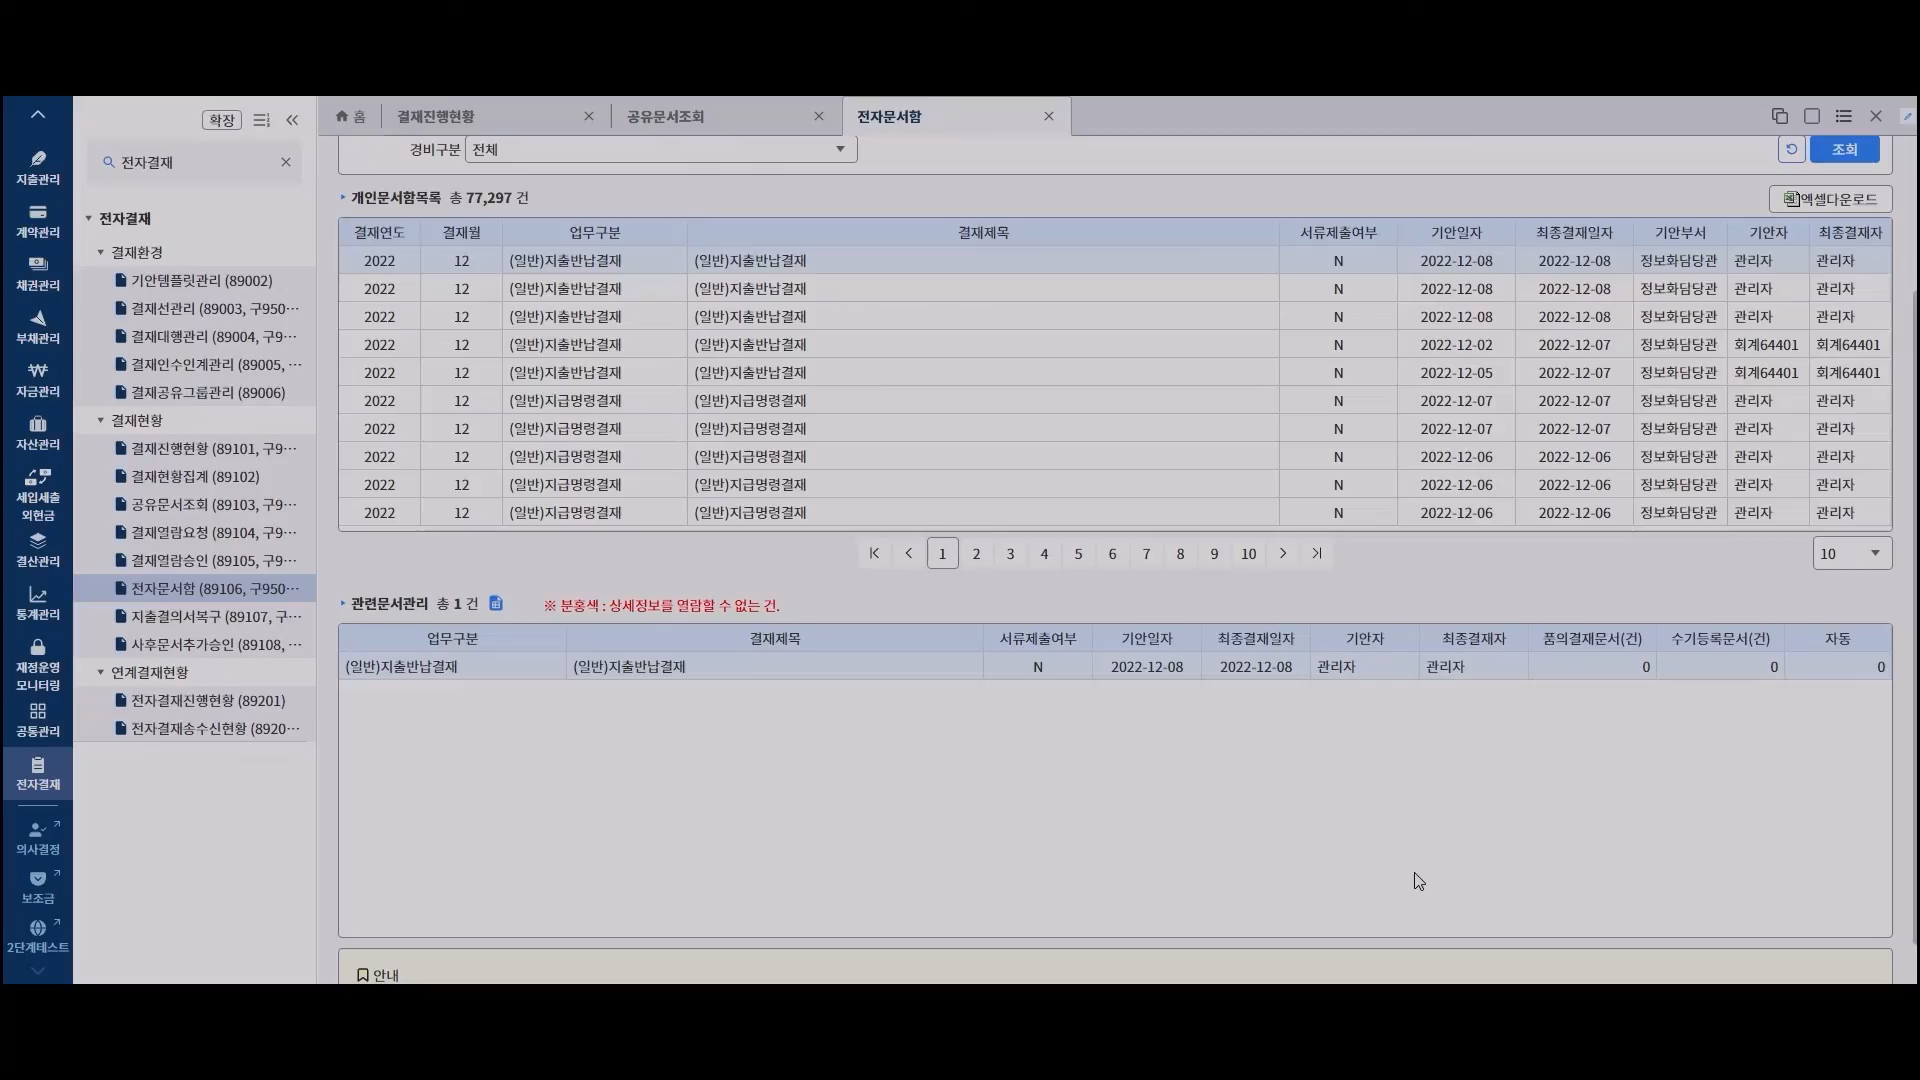 확장
홈
결재진행현황
공유문서조회
전자문서함
지출관리
계약관리
채권관리
부채관리
자금관리
자산관리
세입세출
외현금
결산관리
통계관리
재정운영
모니터링
공통관리
전자결재
의사결정
보조금
2단계테스트
전자결재
전자결재
결재환경
기안템플릿관리 (89002)
결재선관리 (89003, 구950···
결재대행관리 (89004, 구9···
결재인수인계관리 (89005, ···
결재공유그룹관리 (89006)
결재현황
결재진행현황 (89101, 구9···
결재현황집계 (89102)
공유문서조회 (89103, 구9···
결재열람요청 (89104, 구9···
결재열람승인 (89105, 구9···
전자문서함 (89106, 구950···
지출결의서복구 (89107, 구···
사후문서추가승인 (89108, ···
연계결재현황
전자결재진행현황 (89201)
전자결재송수신현황 (8920···
경비구분 전체 조회
개인문서함목록 총 77,297 건 엑셀다운로드
결재연도 결재월 업무구분 결재제목 서류제출여부 기안일자 최종결재일자 기안부서 기안자 최종결재자
2022 12 (일반)지출반납결재 (일반)지출반납결재 N 2022-12-08 2022-12-08 정보화담당관 관리자 관리자
2022 12 (일반)지출반납결재 (일반)지출반납결재 N 2022-12-08 2022-12-08 정보화담당관 관리자 관리자
2022 12 (일반)지출반납결재 (일반)지출반납결재 N 2022-12-08 2022-12-08 정보화담당관 관리자 관리자
2022 12 (일반)지출반납결재 (일반)지출반납결재 N 2022-12-02 2022-12-07 정보화담당관 회계64401 회계64401
2022 12 (일반)지출반납결재 (일반)지출반납결재 N 2022-12-05 2022-12-07 정보화담당관 회계64401 회계64401
2022 12 (일반)지급명령결재 (일반)지급명령결재 N 2022-12-07 2022-12-07 정보화담당관 관리자 관리자
2022 12 (일반)지급명령결재 (일반)지급명령결재 N 2022-12-07 2022-12-07 정보화담당관 관리자 관리자
2022 12 (일반)지급명령결재 (일반)지급명령결재 N 2022-12-06 2022-12-06 정보화담당관 관리자 관리자
2022 12 (일반)지급명령결재 (일반)지급명령결재 N 2022-12-06 2022-12-06 정보화담당관 관리자 관리자
2022 12 (일반)지급명령결재 (일반)지급명령결재 N 2022-12-06 2022-12-06 정보화담당관 관리자 관리자
1 2 3 4 5 6 7 8 9 10 10
관련문서관리 총 1 건 ※ 분홍색 : 상세정보를 열람할 수 없는 건.
업무구분 결재제목 서류제출여부 기안일자 최종결재일자 기안자 최종결재자 품의결재문서(건) 수기등록문서(건) 자동
(일반)지출반납결재 (일반)지출반납결재 N 2022-12-08 2022-12-08 관리자 관리자 0 0 0
안내